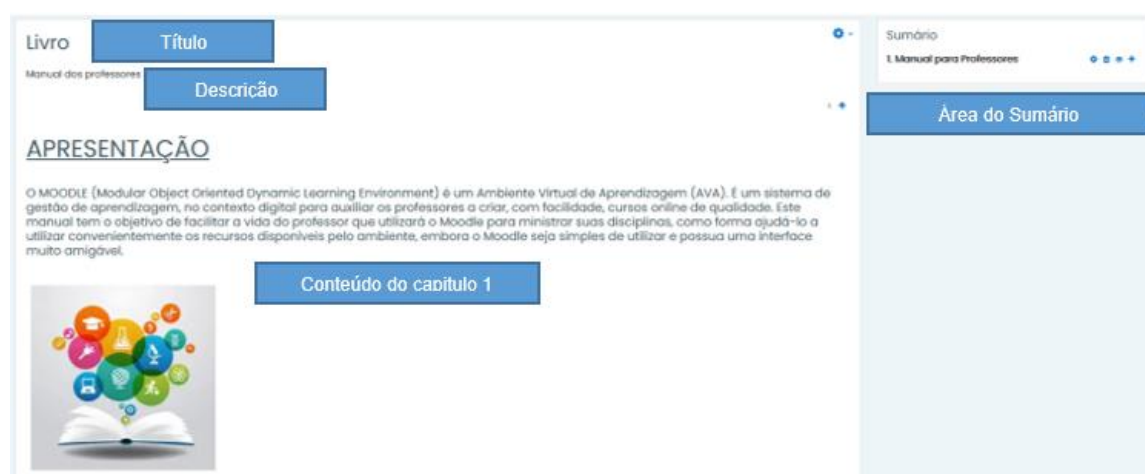 Livro
Título
Manual dos professores
Descrição
APRESENTAÇÃO
O MOODLE (Modular Object Oriented Dynamic Learning Environment) é um Ambiente Virtual de Aprendizagem (AVA). É um sistema de
gestão de aprendizagem, no contexto digital para auxiliar os professores a criar, com facilidade, cursos online de qualidade. Este
manual tem o objetivo de facilitar a vida do professor que utilizará o Moodle para ministrar suas disciplinas, como forma ajudá-lo a
utilizar convenientemente os recursos disponíveis pelo ambiente, embora o Moodle seja simples de utilizar e possua uma interface
muito amigável.
Conteúdo do capitulo 1
Sumário
1. Manual para Professores
Área do Sumário